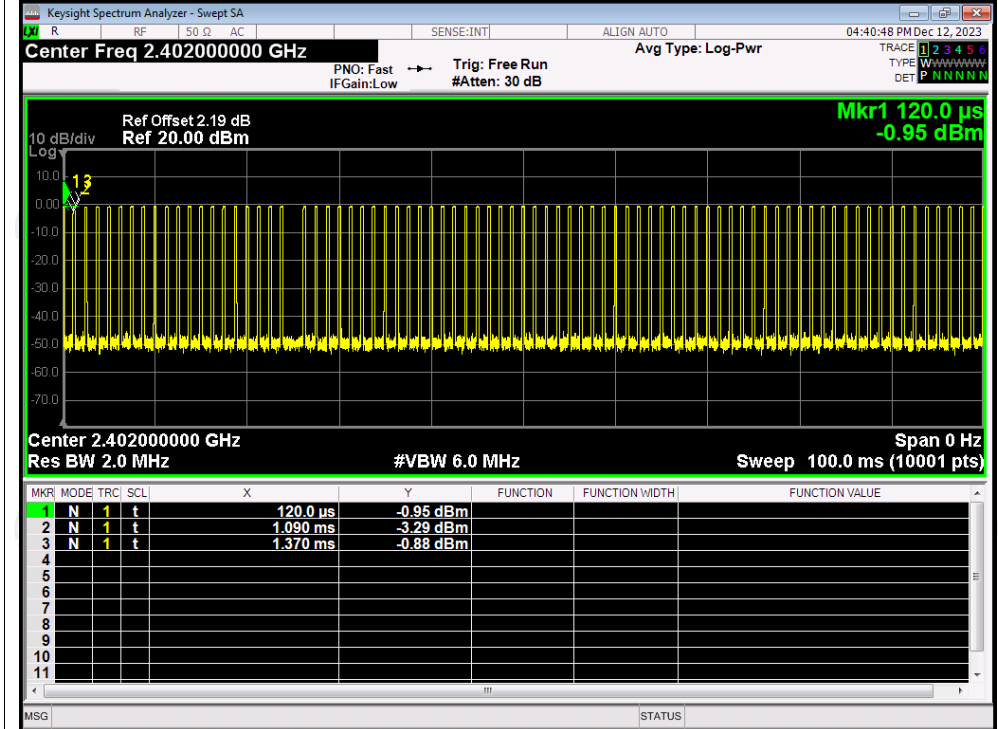 Keysight Spectrum Analyzer - Swept SA
LXI R RF 50 Ω AC SENSE:INT ALIGN AUTO 04:40:48 PM Dec 12, 2023
Center Freq 2.402000000 GHz Avg Type: Log-Pwr TRACE 1 2 3 4 5 6
PNO: Fast Trig: Free Run TYPE WWWWWW
IFGain:Low #Atten: 30 dB DET P N N N N N
Mkr1 120.0 µs
Ref Offset 2.19 dB -0.95 dBm
10 dB/div Ref 20.00 dBm
Log
10.0
1 2 3
0.00
-10.0
-20.0
-30.0
-40.0
-50.0
-60.0
-70.0
Center 2.402000000 GHz Span 0 Hz
Res BW 2.0 MHz #VBW 6.0 MHz Sweep 100.0 ms (10001 pts)
MKR MODE TRC SCL X Y FUNCTION FUNCTION WIDTH FUNCTION VALUE
1 N 1 t 120.0 µs -0.95 dBm
2 N 1 t 1.090 ms -3.29 dBm
3 N 1 t 1.370 ms -0.88 dBm
4
5
6
7
8
9
10
11
MSG STATUS